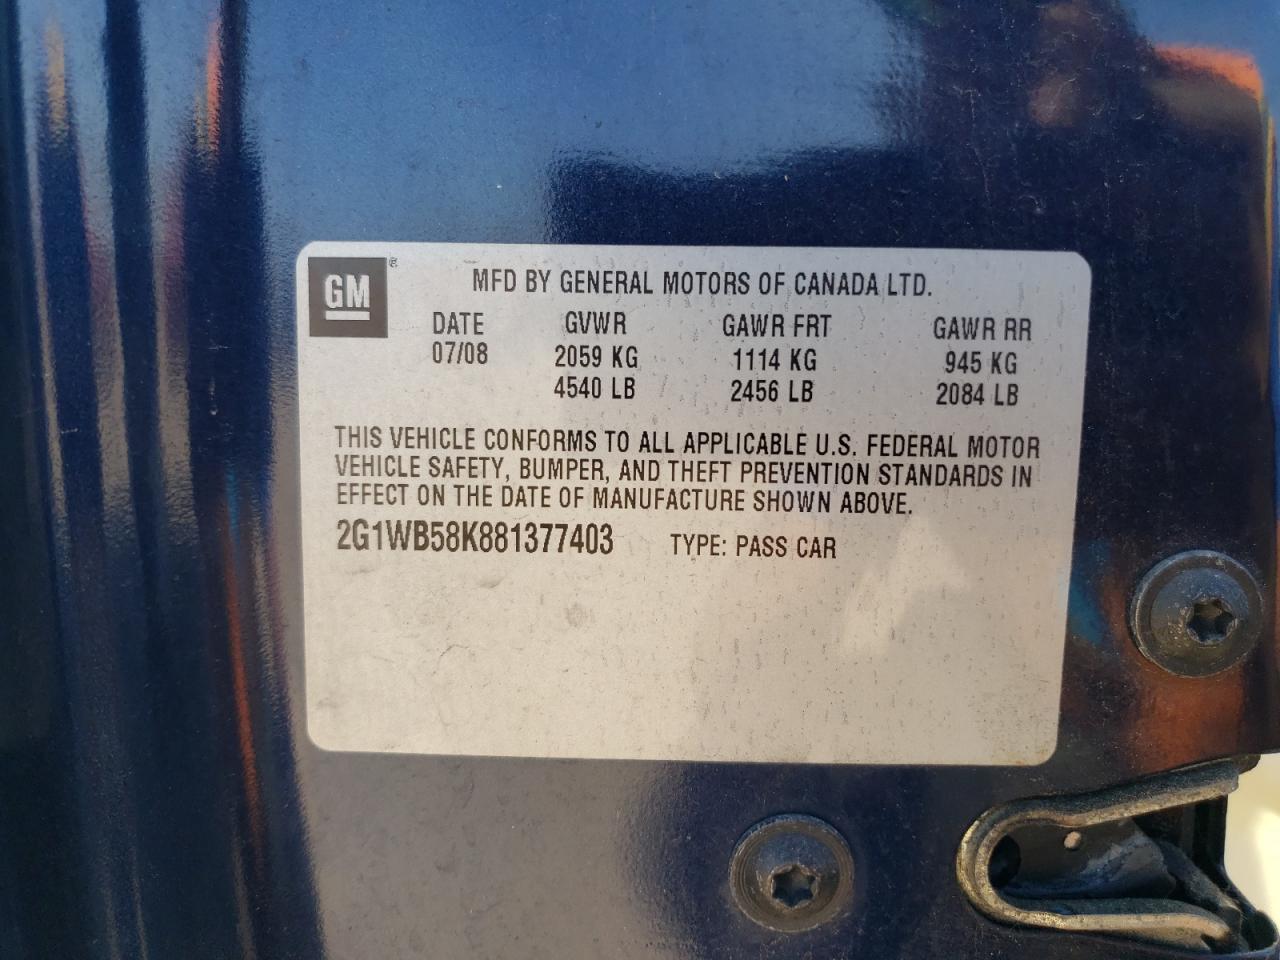 GM®
MFD BY GENERAL MOTORS OF CANADA LTD.
DATE GVWR GAWR FRT GAWR RR
07/08 2059 KG 1114 KG 945 KG
4540 LB 2456 LB 2084 LB
THIS VEHICLE CONFORMS TO ALL APPLICABLE U.S. FEDERAL MOTOR
VEHICLE SAFETY, BUMPER, AND THEFT PREVENTION STANDARDS IN
EFFECT ON THE DATE OF MANUFACTURE SHOWN ABOVE.
2G1WB58K881377403 TYPE: PASS CAR